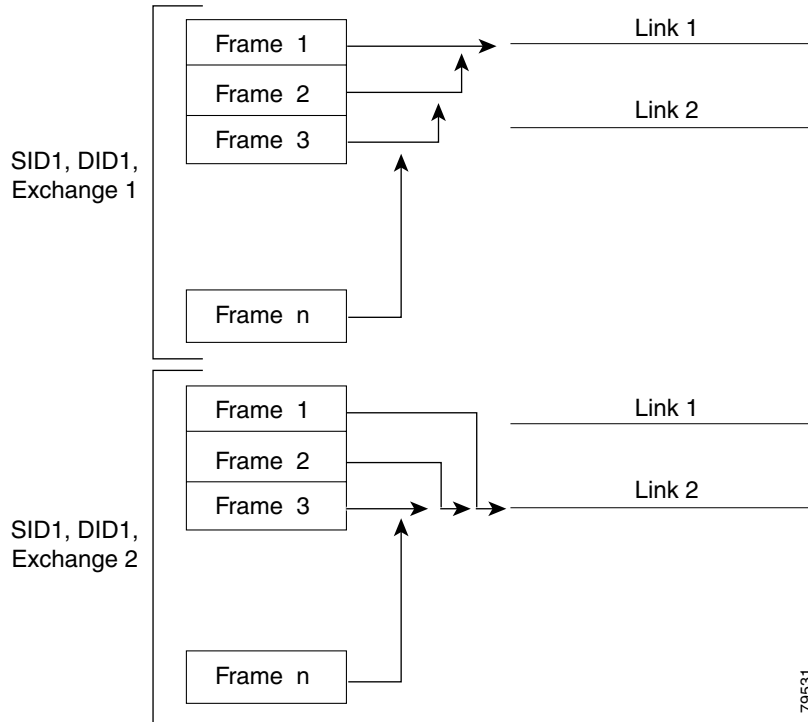 SID1, DID1,
Exchange 1
Frame 1
Frame 2
Frame 3
Frame n
Link 1
Link 2
SID1, DID1,
Exchange 2
Frame 1
Frame 2
Frame 3
Frame n
Link 1
Link 2
79531